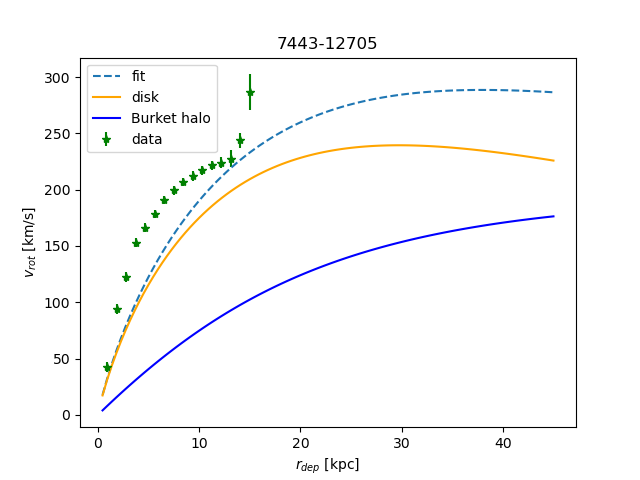 7443-12705
fit
disk
Burket halo
data
300
250
200
150
100
50
0
v_rot [km/s]
0 10 20 30 40
r_dep [kpc]